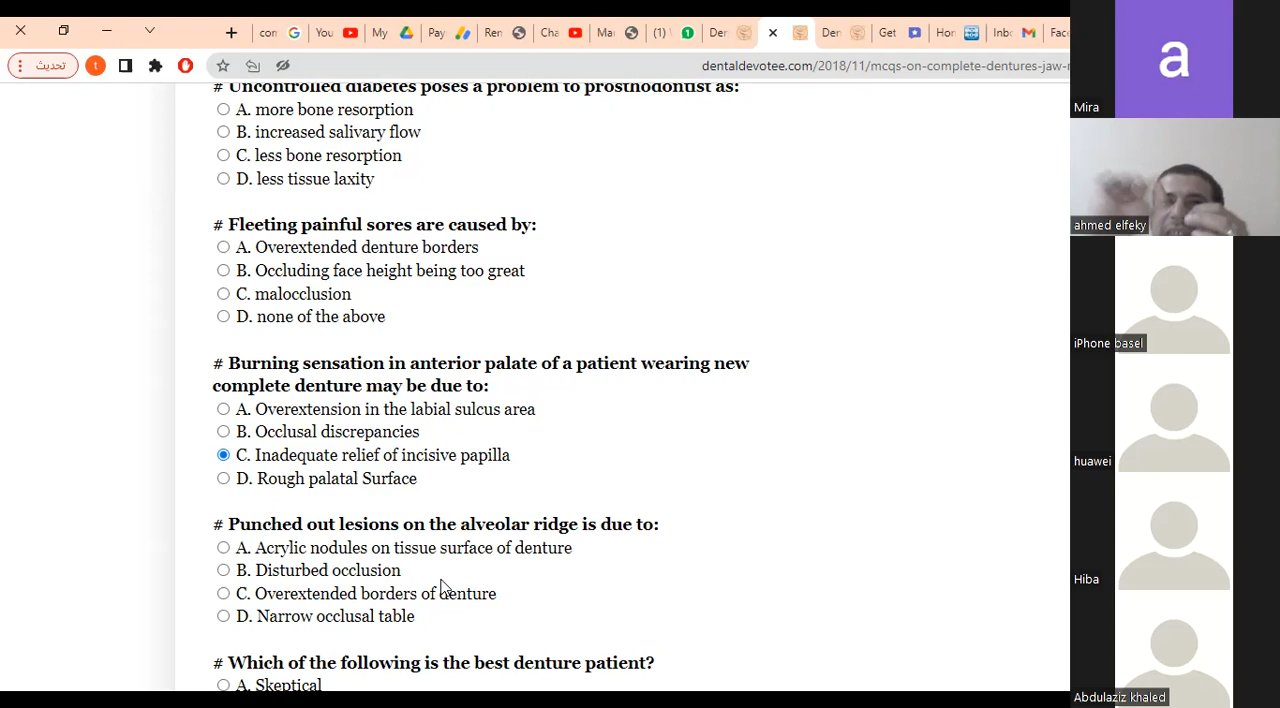 con
You
My
Pay
Ren
Cha
Ma
(1)
1
Der
Der
Get
Hor
Inb
Fac
تحديث
t
dentaldevotee.com/2018/11/mcqs-on-complete-dentures-jaw-r
# Uncontrolled diabetes poses a problem to prosthodontist as:
A. more bone resorption
B. increased salivary flow
C. less bone resorption
D. less tissue laxity
# Fleeting painful sores are caused by:
A. Overextended denture borders
B. Occluding face height being too great
C. malocclusion
D. none of the above
# Burning sensation in anterior palate of a patient wearing new
complete denture may be due to:
A. Overextension in the labial sulcus area
B. Occlusal discrepancies
C. Inadequate relief of incisive papilla
D. Rough palatal Surface
# Punched out lesions on the alveolar ridge is due to:
A. Acrylic nodules on tissue surface of denture
B. Disturbed occlusion
C. Overextended borders of denture
D. Narrow occlusal table
# Which of the following is the best denture patient?
A. Skeptical
a
Mira
ahmed elfeky
iPhone basel
huawei
Hiba
Abdulaziz khaled